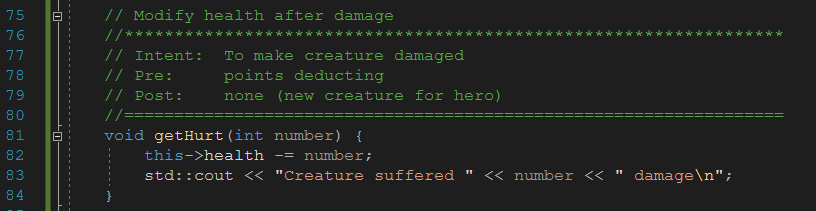 75 // Modify health after damage
76 //******************************************************************
77 // Intent:  To make creature damaged
78 // Pre:     points deducting
79 // Post:    none (new creature for hero)
80 //==================================================================
81 void getHurt(int number) {
82     this->health -= number;
83     std::cout << "Creature suffered " << number << " damage\n";
84 }